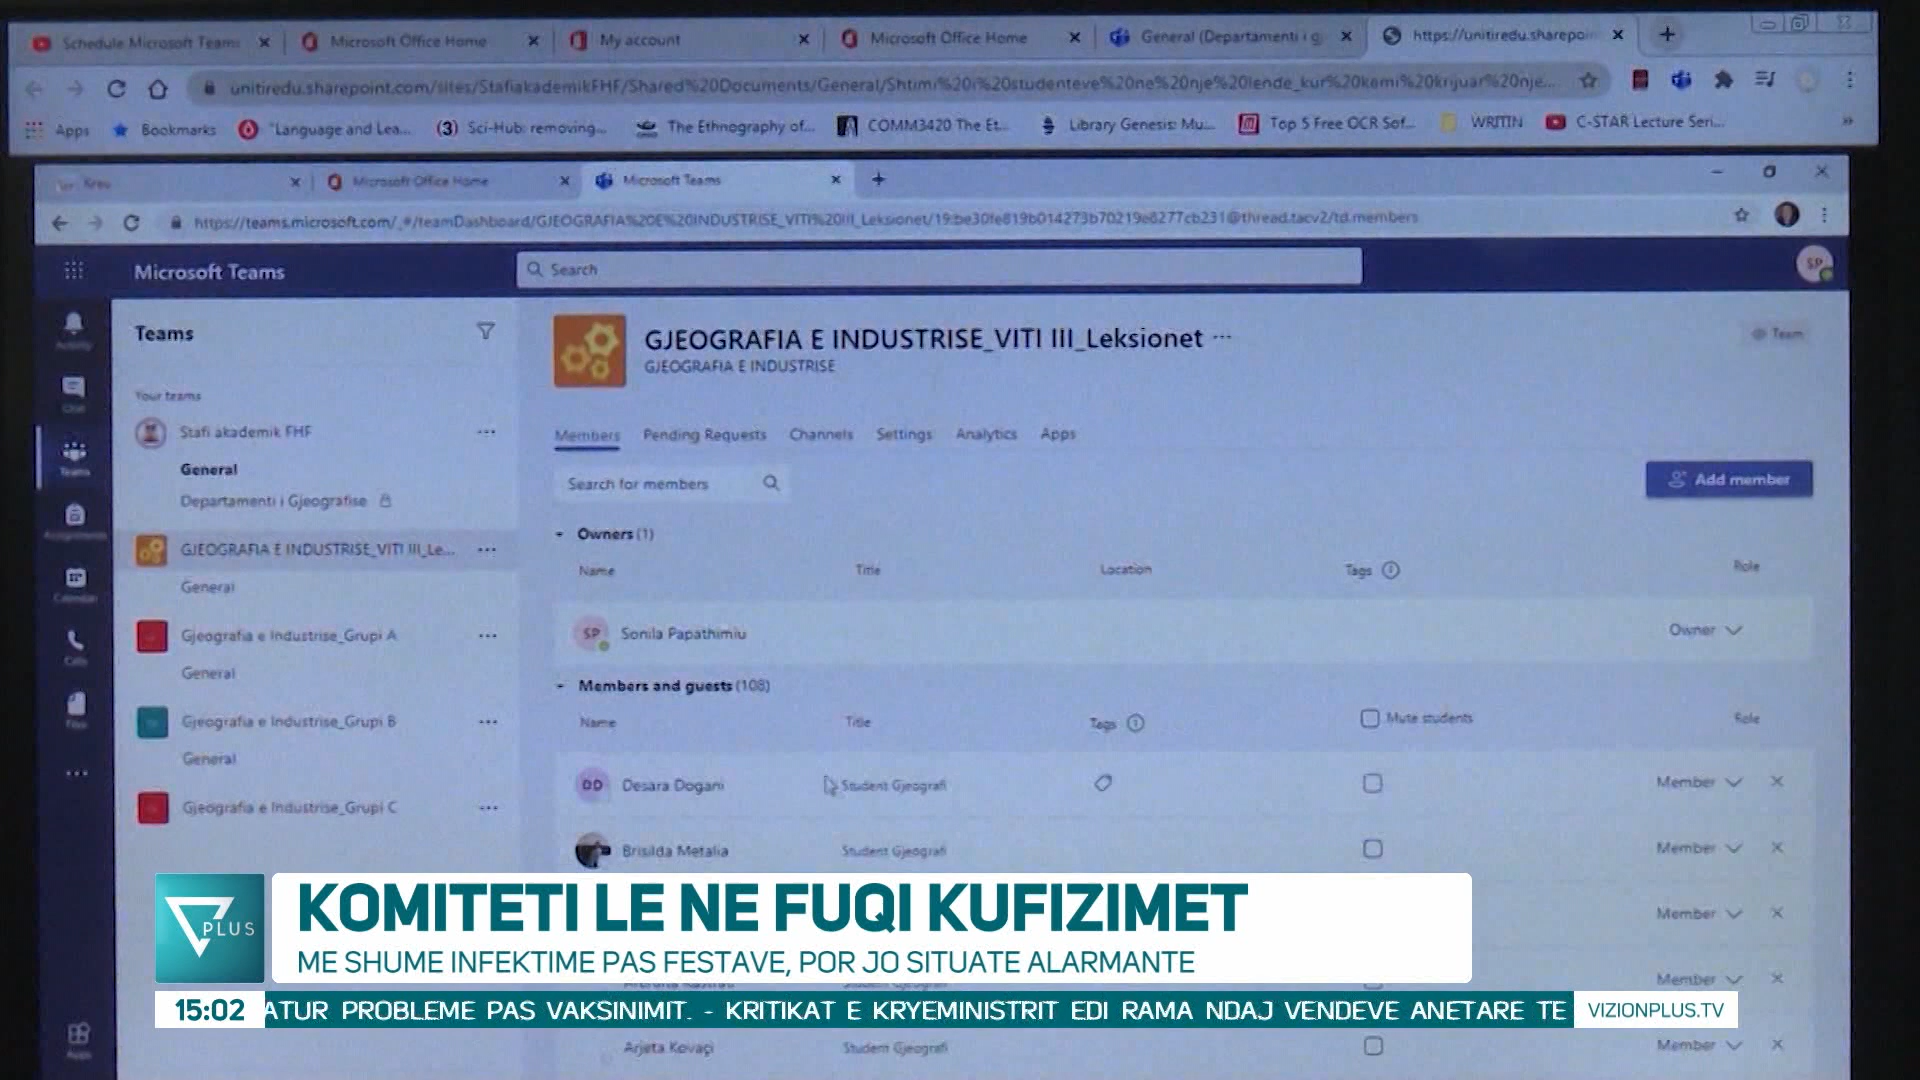 Schedule Microsoft Teams
Microsoft Office Home
My account
Microsoft Office Home
General (Departamenti i g
https://unitiredu.sharepoin
unitiredu.sharepoint.com/sites/StafiakademikFHF/Shared%20Documents/General/Shtimi%20i%20studenteve%20ne%20nje%20lende_kur%20kemi%20krijuar%20nje...
Apps
Bookmarks
"Language and Lea...
(3) Sci-Hub: removing...
The Ethnography of...
COMM3420 The Et...
Library Genesis: Mu...
Top 5 Free OCR Sof...
WRITIN
C-STAR Lecture Seri...
Microsoft Office Home
Microsoft Teams
https://teams.microsoft.com/_#/teamDashboard/GJEOGRAFIA%20E%20INDUSTRISE_VITI%20III_Leksionet/19:be30fe819b014273b70219e8277cb231@thread.tacv2/td.members
Microsoft Teams
Search
SP
Activity
Chat
Teams
Assignments
Calendar
Calls
Files
Apps
Teams
Your teams
Stafi akademik FHF
General
Departamenti i Gjeografise
GJEOGRAFIA E INDUSTRISE_VITI III_Le...
General
Gjeografia e Industrise_Grupi A
General
Gjeografia e Industrise_Grupi B
General
Gjeografia e Industrise_Grupi C
GJEOGRAFIA E INDUSTRISE_VITI III_Leksionet ...
GJEOGRAFIA E INDUSTRISE
Team
Members Pending Requests Channels Settings Analytics Apps
Search for members
Add member
Owners (1)
Name Title Location Tags Role
SP Sonila Papathimiu Owner
Members and guests (108)
Name Title Tags Mute students Role
DD Desara Dogani Student Gjeografi Member
Brisilda Metalia Student Gjeografi Member
Member
Member
Arjeta Kovaçi Student Gjeografi Member
PLUS
KOMITETI LE NE FUQI KUFIZIMET
ME SHUME INFEKTIME PAS FESTAVE, POR JO SITUATE ALARMANTE
15:02
ATUR PROBLEME PAS VAKSINIMIT. - KRITIKAT E KRYEMINISTRIT EDI RAMA NDAJ VENDEVE ANETARE TE
VIZIONPLUS.TV